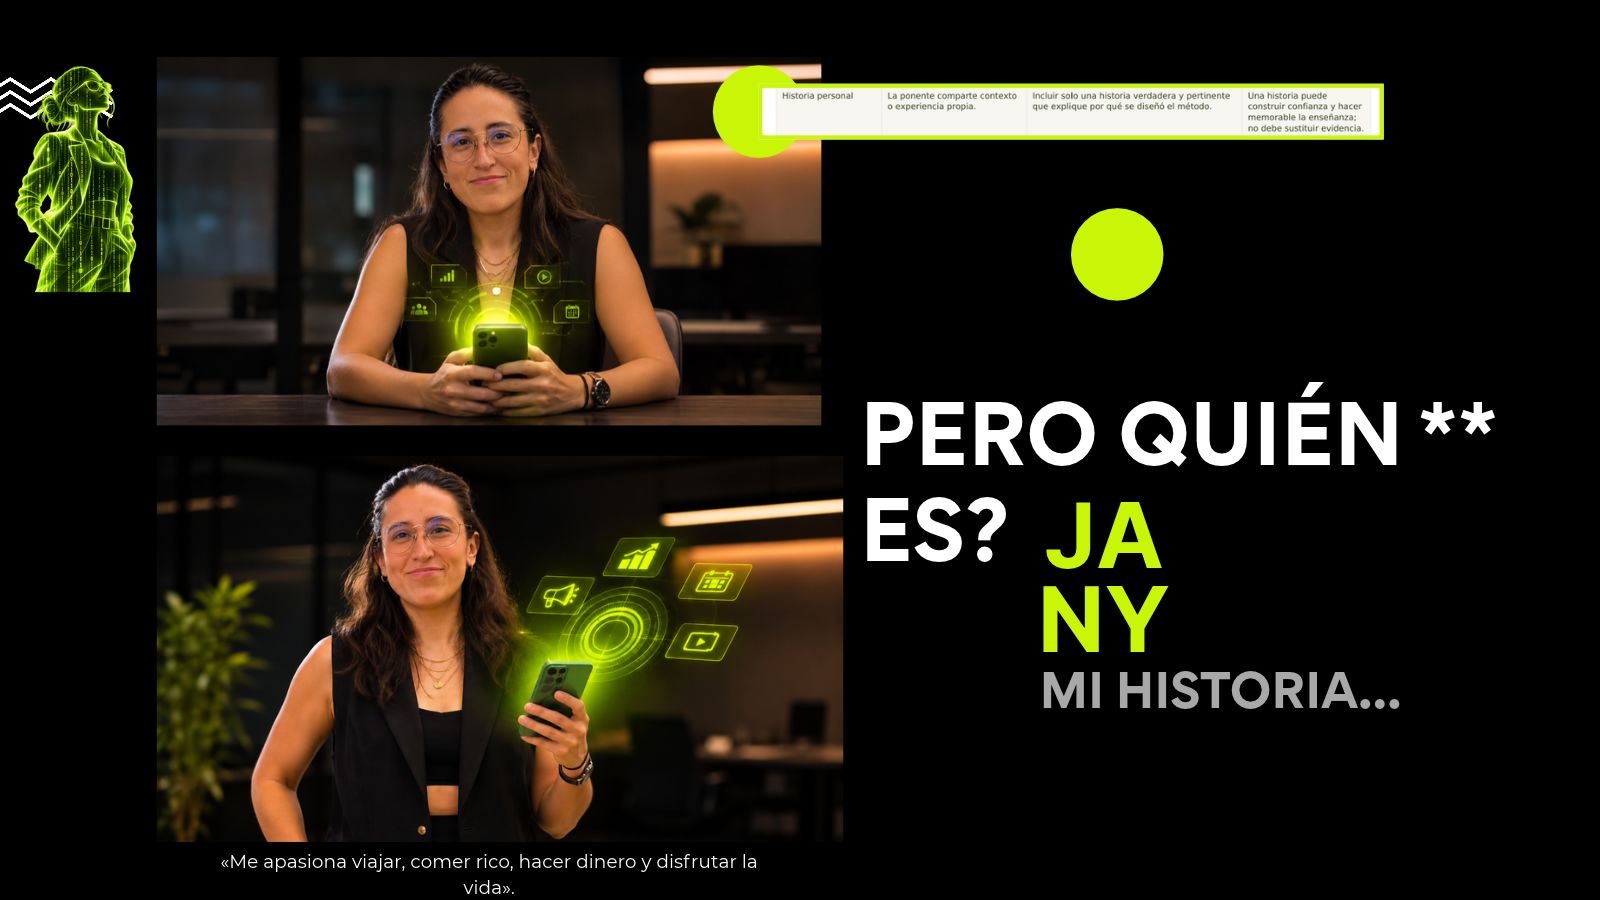 Historia personal
La ponente comparte contexto
o experiencia propia.
Incluir solo una historia verdadera y pertinente
que explique por qué se diseñó el método.
Una historia puede
construir confianza y hacer
memorable la enseñanza;
no debe sustituir evidencia.
PERO QUIÉN **
ES?
JA
NY
MI HISTORIA...
«Me apasiona viajar, comer rico, hacer dinero y disfrutar la
vida».